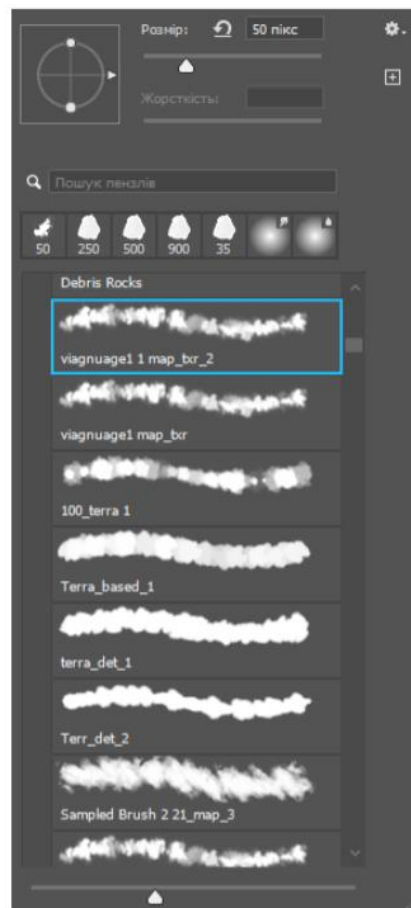 Розмір:
50 пікс
Жорсткість:
Пошук пензлів
50 250 500 900 35
Debris Rocks
viagnuage1 1 map_txr_2
viagnuage1 map_txr
100_terra 1
Terra_based_1
terra_det_1
Terr_det_2
Sampled Brush 2 21_map_3